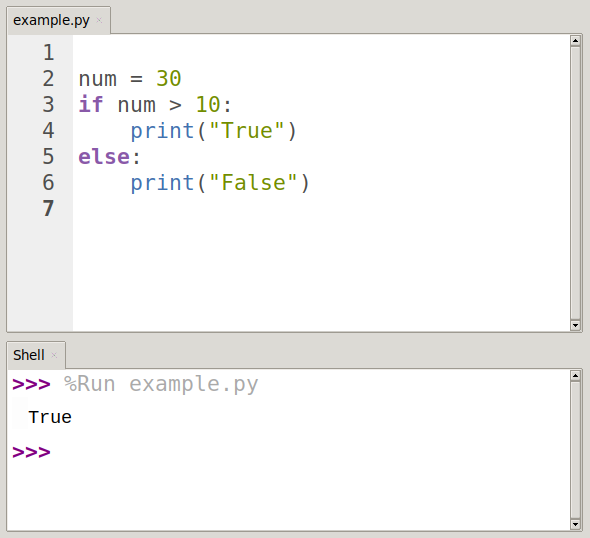 example.py
1
2 num = 30
3 if num > 10:
4     print("True")
5 else:
6     print("False")
7
Shell
>>> %Run example.py
True
>>>